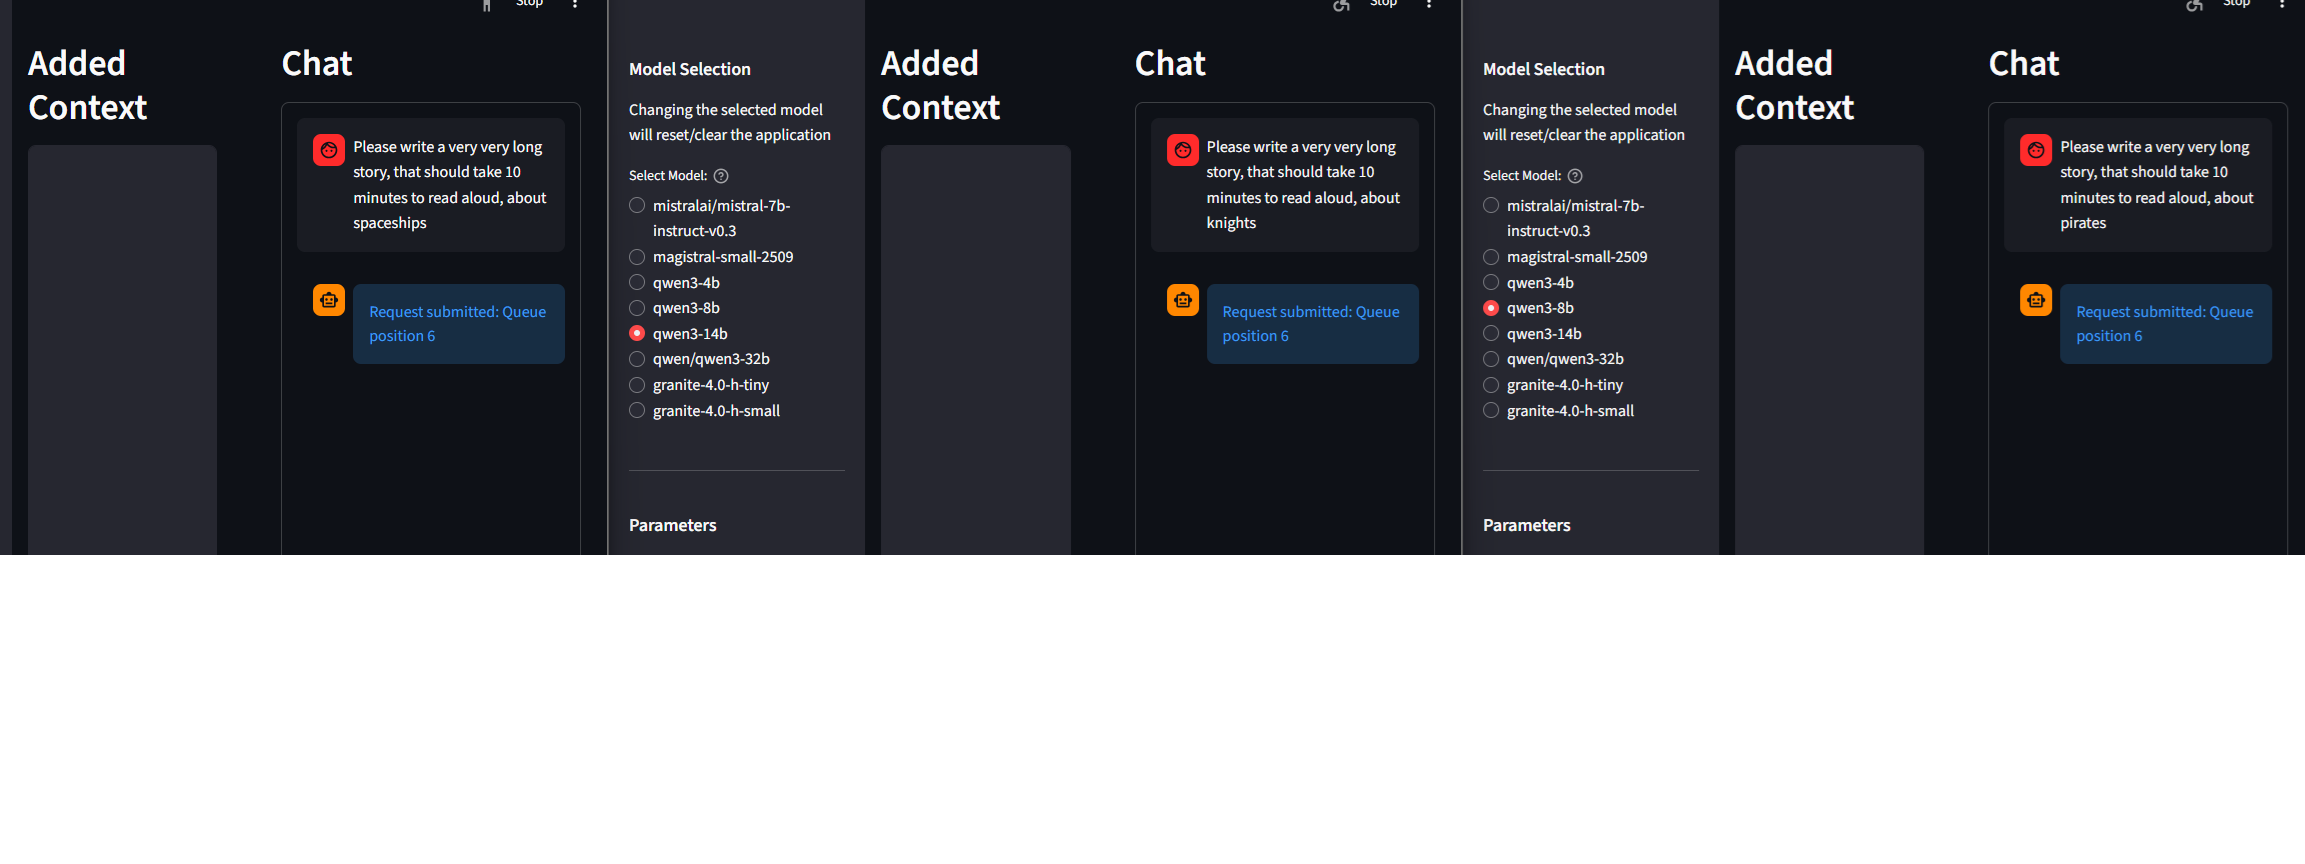 Stop
Added
Context
Chat
Please write a very very long
story, that should take 10
minutes to read aloud, about
spaceships
Request submitted: Queue
position 6
Model Selection
Changing the selected model
will reset/clear the application
Select Model:
mistralai/mistral-7b-
instruct-v0.3
magistral-small-2509
qwen3-4b
qwen3-8b
qwen3-14b
qwen/qwen3-32b
granite-4.0-h-tiny
granite-4.0-h-small
Parameters
Stop
Added
Context
Chat
Please write a very very long
story, that should take 10
minutes to read aloud, about
knights
Request submitted: Queue
position 6
Model Selection
Changing the selected model
will reset/clear the application
Select Model:
mistralai/mistral-7b-
instruct-v0.3
magistral-small-2509
qwen3-4b
qwen3-8b
qwen3-14b
qwen/qwen3-32b
granite-4.0-h-tiny
granite-4.0-h-small
Parameters
Stop
Added
Context
Chat
Please write a very very long
story, that should take 10
minutes to read aloud, about
pirates
Request submitted: Queue
position 6